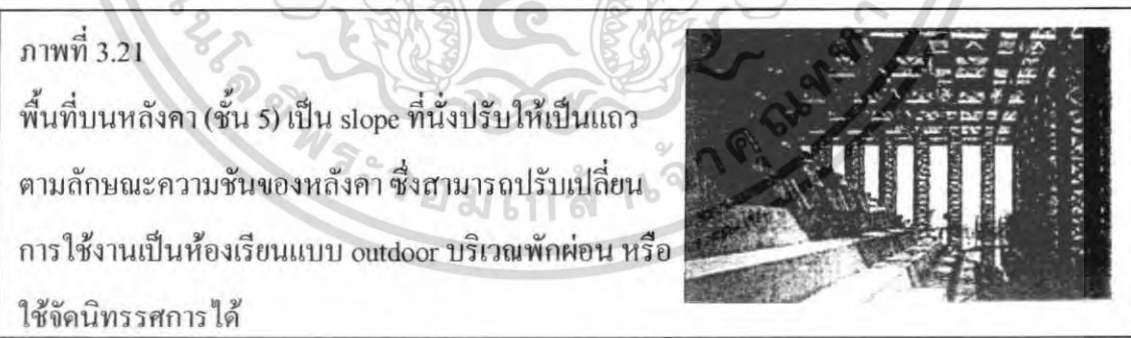 ภาพที่ 3.21
พื้นที่บนหลังคา (ชั้น 5) เป็น slope ที่นั่งปรับให้เป็นแถว
ตามลักษณะความชันของหลังคา ซึ่งสามารถปรับเปลี่ยน
การใช้งานเป็นห้องเรียนแบบ outdoor บริเวณพักผ่อน หรือ
ใช้จัดนิทรรศการได้